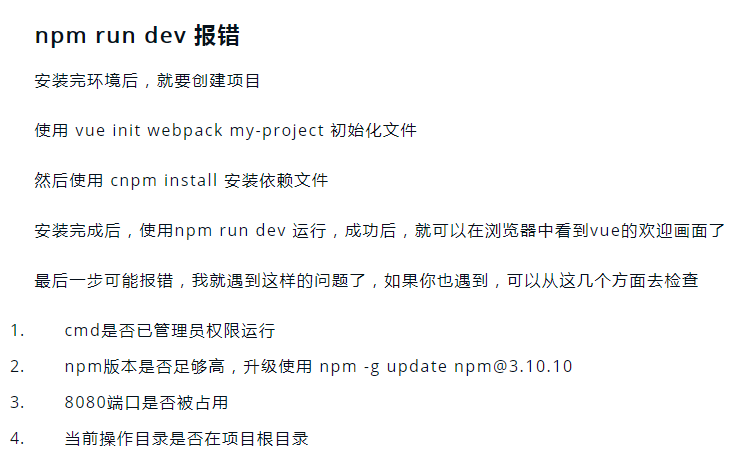 npm run dev 报错
安装完环境后，就要创建项目
使用 vue init webpack my-project 初始化文件
然后使用 cnpm install 安装依赖文件
安装完成后，使用npm run dev 运行，成功后，就可以在浏览器中看到vue的欢迎画面了
最后一步可能报错，我就遇到这样的问题了，如果你也遇到，可以从这几个方面去检查
1. cmd是否已管理员权限运行
2. npm版本是否足够高，升级使用 npm -g update npm@3.10.10
3. 8080端口是否被占用
4. 当前操作目录是否在项目根目录